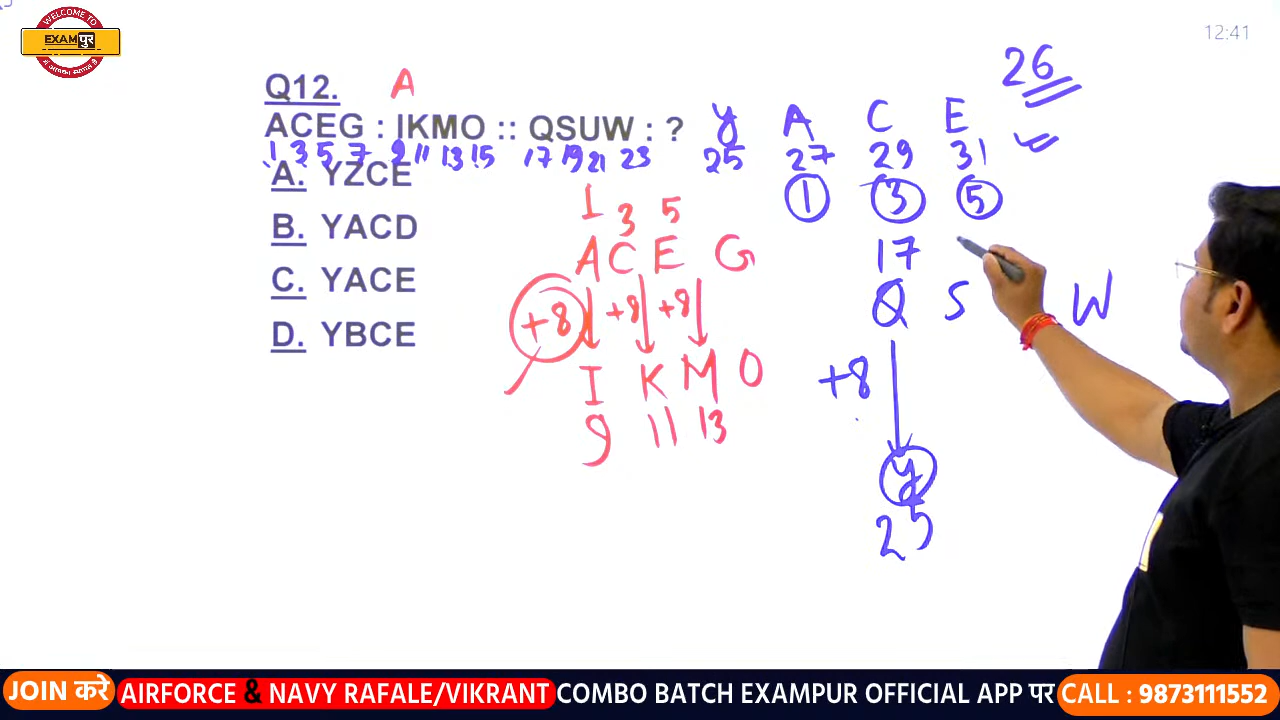 WELCOME TO
EXAMपुर
12:41
26
Q12. A
ACEG : IKMO :: QSUW : ? y A C E
1 3 5 7 9 11 13 15 17 19 21 23 25 27 29 31
A. YZCE
1 3 5
B. YACD
I 3 5
A C E G
17
C. YACE
Q S W
+8 +8 +8
D. YBCE
I K M O
+8
9 11 13
y
25
JOIN करे AIRFORCE & NAVY RAFALE/VIKRANT COMBO BATCH EXAMPUR OFFICIAL APP पर CALL : 9873111552